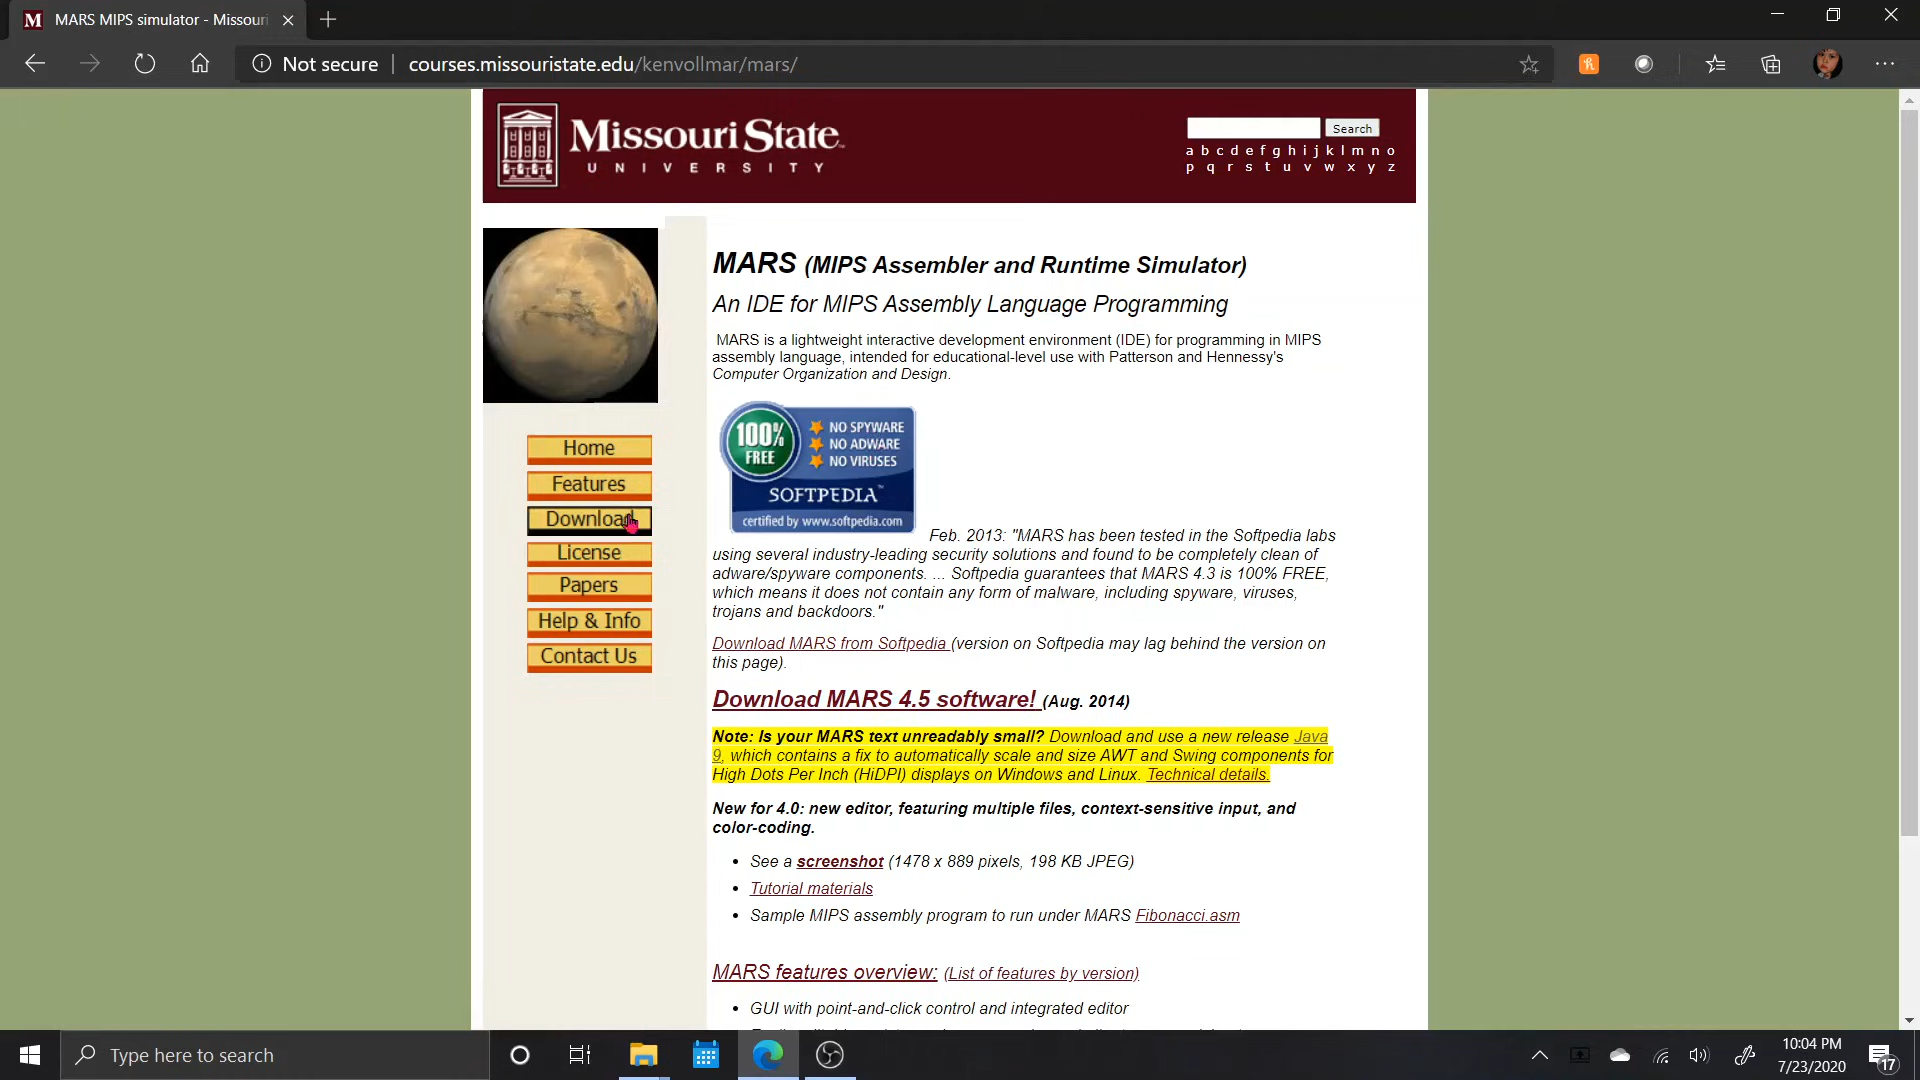 MARS MIPS simulator - Missouri
Not secure | courses.missouristate.edu/kenvollmar/mars/
Missouri State™
UNIVERSITY
Search
a b c d e f g h i j k l m n o
p q r s t u v w x y z
MARS (MIPS Assembler and Runtime Simulator)
An IDE for MIPS Assembly Language Programming
MARS is a lightweight interactive development environment (IDE) for programming in MIPS
assembly language, intended for educational-level use with Patterson and Hennessy's
Computer Organization and Design.
100%
FREE
NO SPYWARE
NO ADWARE
NO VIRUSES
SOFTPEDIA™
certified by www.softpedia.com
Home
Features
Download
License
Papers
Help & Info
Contact Us
Feb. 2013: "MARS has been tested in the Softpedia labs
using several industry-leading security solutions and found to be completely clean of
adware/spyware components. ... Softpedia guarantees that MARS 4.3 is 100% FREE,
which means it does not contain any form of malware, including spyware, viruses,
trojans and backdoors."
Download MARS from Softpedia (version on Softpedia may lag behind the version on
this page).
Download MARS 4.5 software! (Aug. 2014)
Note: Is your MARS text unreadably small? Download and use a new release Java
9, which contains a fix to automatically scale and size AWT and Swing components for
High Dots Per Inch (HiDPI) displays on Windows and Linux. Technical details.
New for 4.0: new editor, featuring multiple files, context-sensitive input, and
color-coding.
• See a screenshot (1478 x 889 pixels, 198 KB JPEG)
• Tutorial materials
• Sample MIPS assembly program to run under MARS Fibonacci.asm
MARS features overview: (List of features by version)
• GUI with point-and-click control and integrated editor
Type here to search
10:04 PM
7/23/2020
17